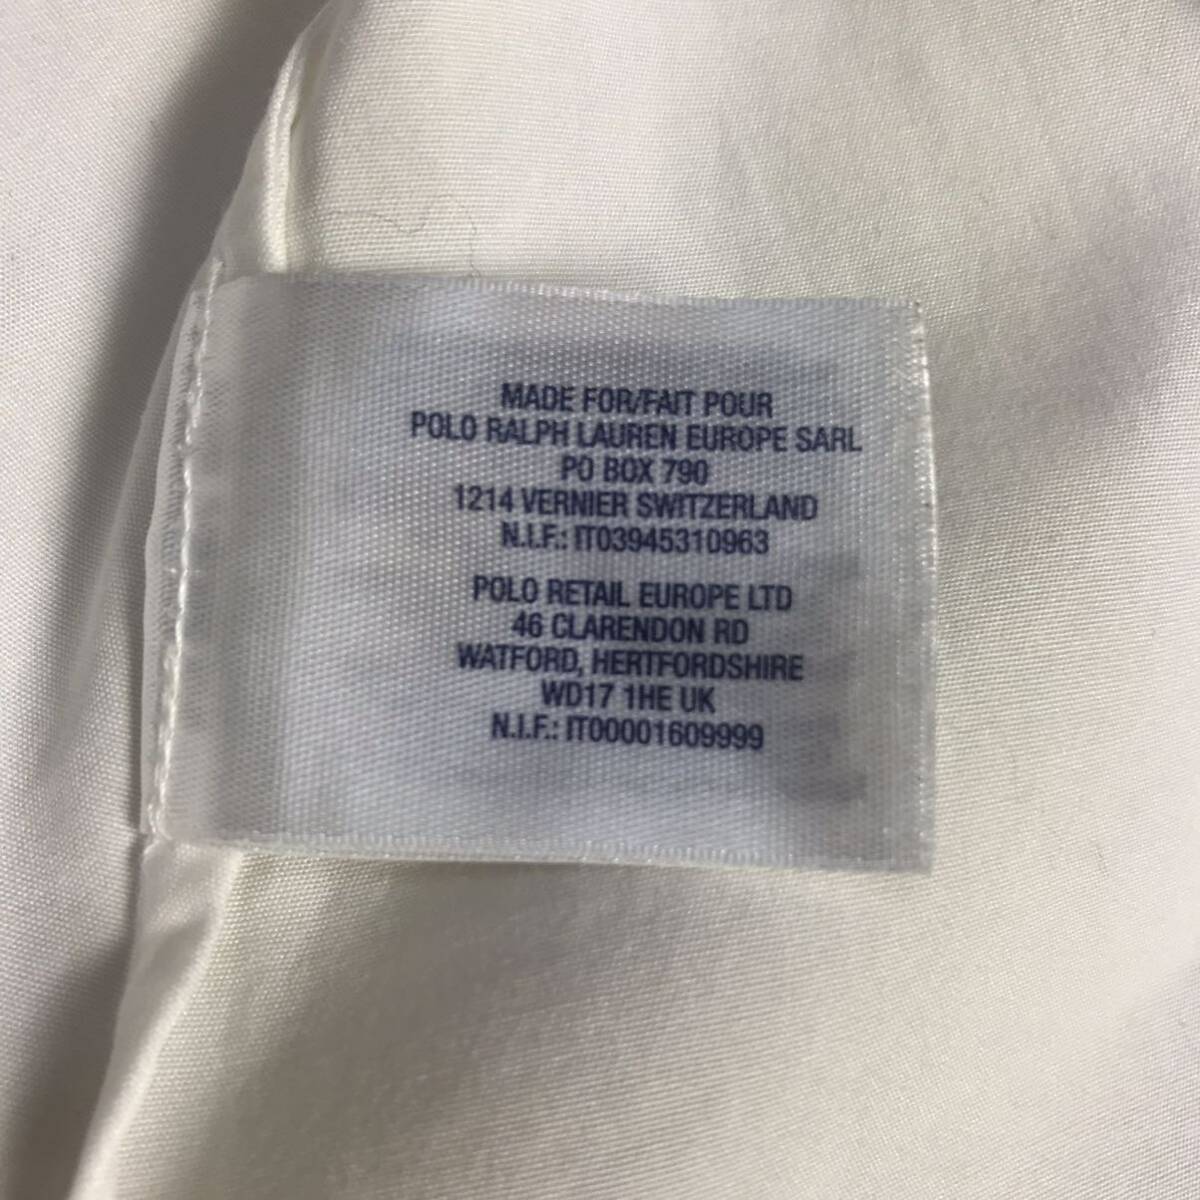 MADE FOR/FAIT POUR
POLO RALPH LAUREN EUROPE SARL
PO BOX 790
1214 VERNIER SWITZERLAND
N.I.F.: IT03945310963
POLO RETAIL EUROPE LTD
46 CLARENDON RD
WATFORD, HERTFORDSHIRE
WD17 1HE UK
N.I.F.: IT00001609999